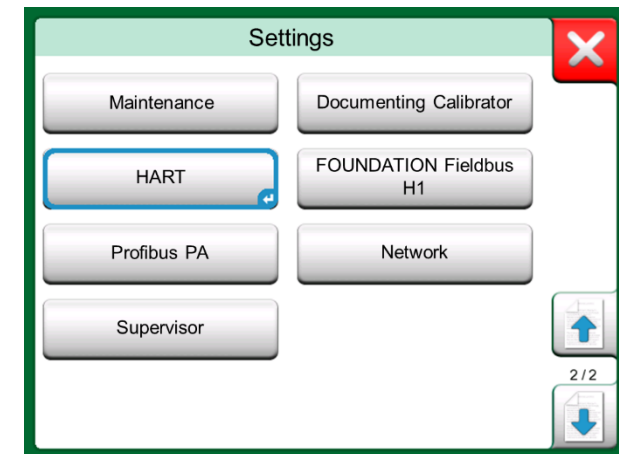 Settings
Maintenance
Documenting Calibrator
HART
FOUNDATION Fieldbus
H1
Profibus PA
Network
Supervisor
2/2